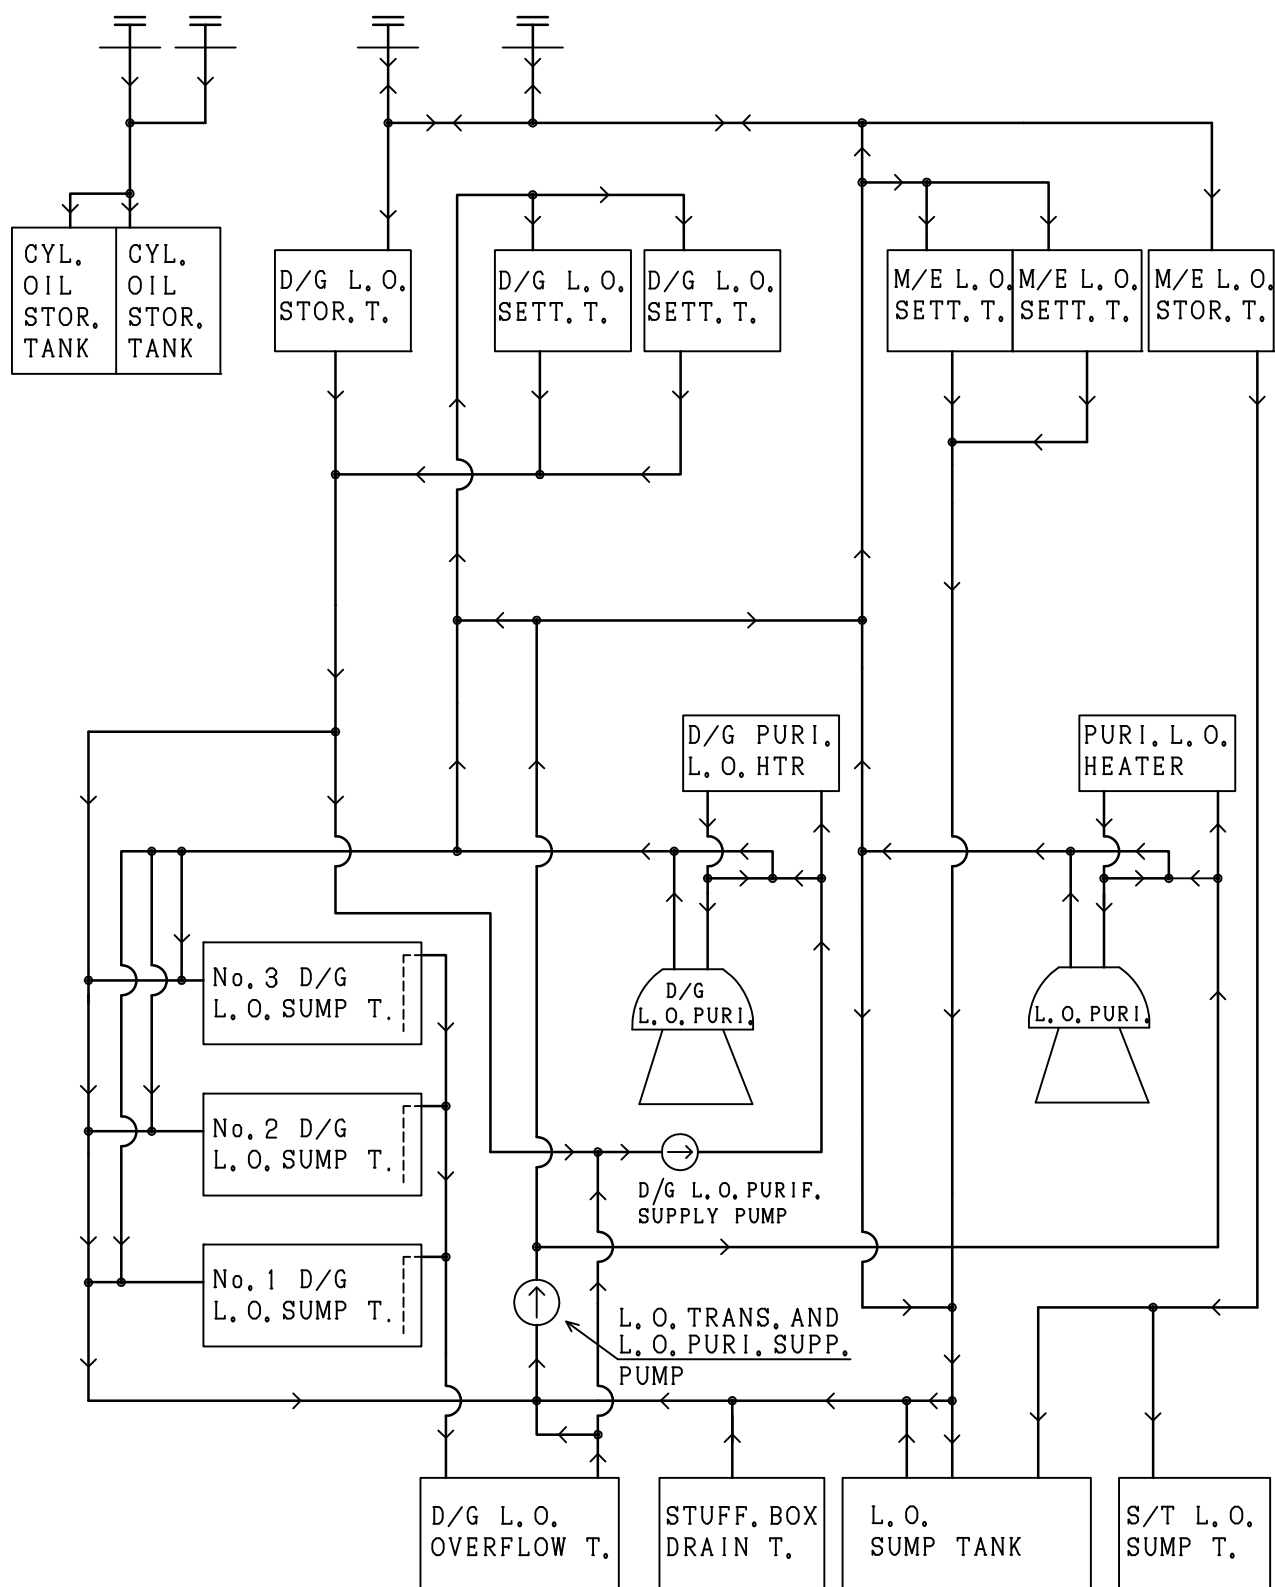 CYL.
OIL
STOR.
TANK
CYL.
OIL
STOR.
TANK
D/G L.O.
STOR.T.
D/G L.O.
SETT.T.
D/G L.O.
SETT.T.
M/E L.O.
SETT.T.
M/E L.O.
SETT.T.
M/E L.O.
STOR.T.
D/G PURI.
L.O.HTR
PURI.L.O.
HEATER
No.3 D/G
L.O.SUMP T.
D/G
L.O.PURI.
L.O.PURI.
No.2 D/G
L.O.SUMP T.
D/G L.O.PURIF.
SUPPLY PUMP
No.1 D/G
L.O.SUMP T.
L.O.TRANS.AND
L.O.PURI.SUPP.
PUMP
D/G L.O.
OVERFLOW T.
STUFF.BOX
DRAIN T.
L.O.
SUMP TANK
S/T L.O.
SUMP T.